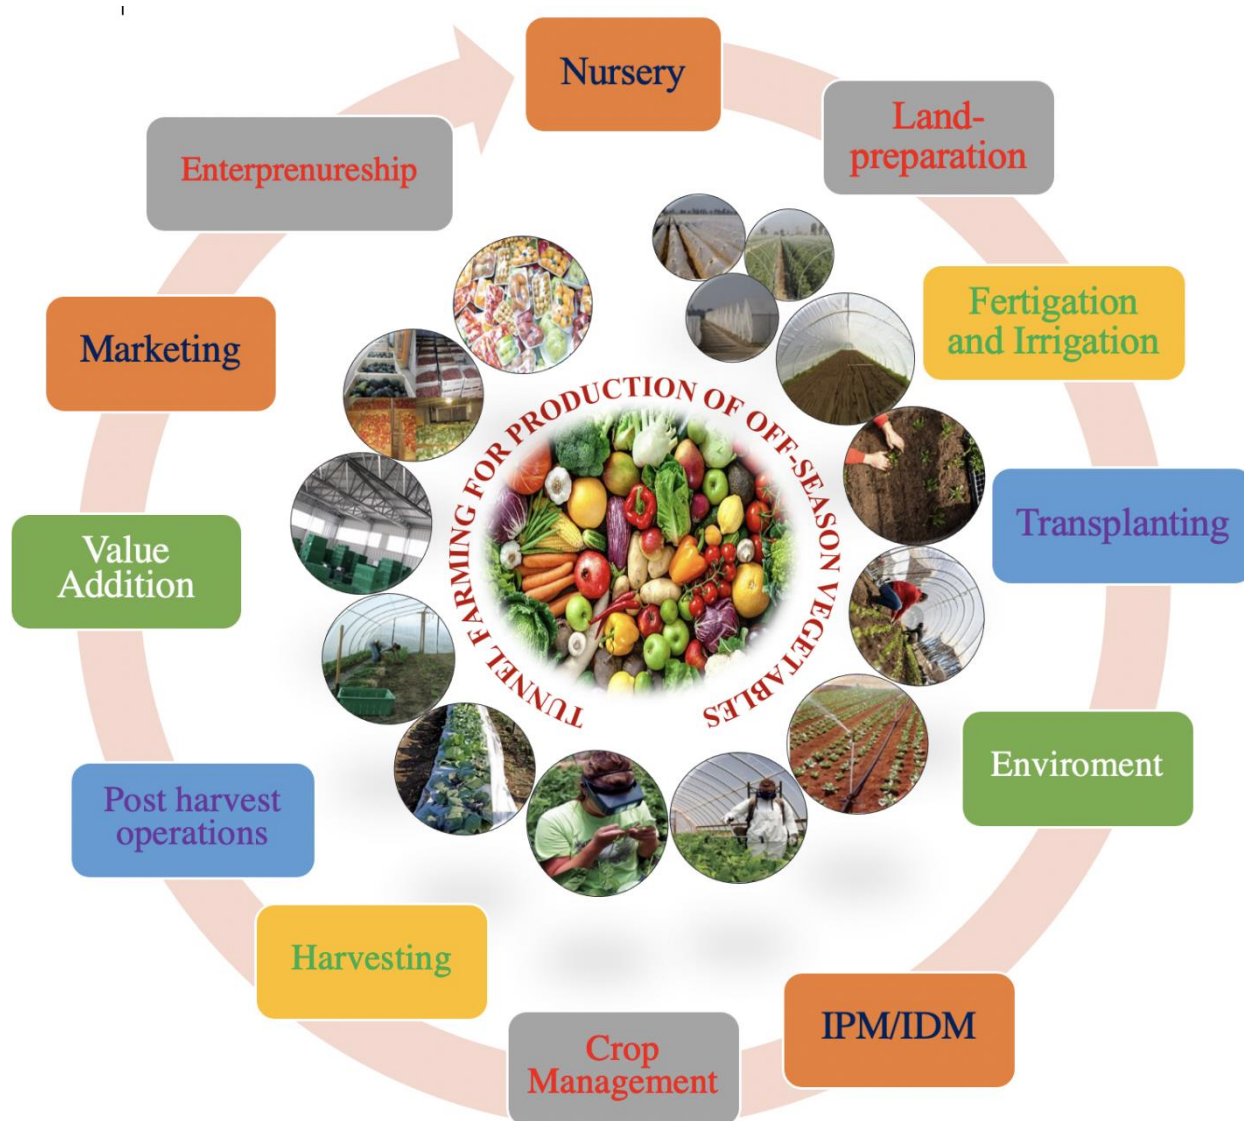 Nursery
Land-
preparation
Fertigation
and Irrigation
Transplanting
Enviroment
IPM/IDM
Crop
Management
Harvesting
Post harvest
operations
Value
Addition
Marketing
Enterprenureship
TUNNEL FARMING FOR PRODUCTION OF OFF-SEASON VEGETABLES